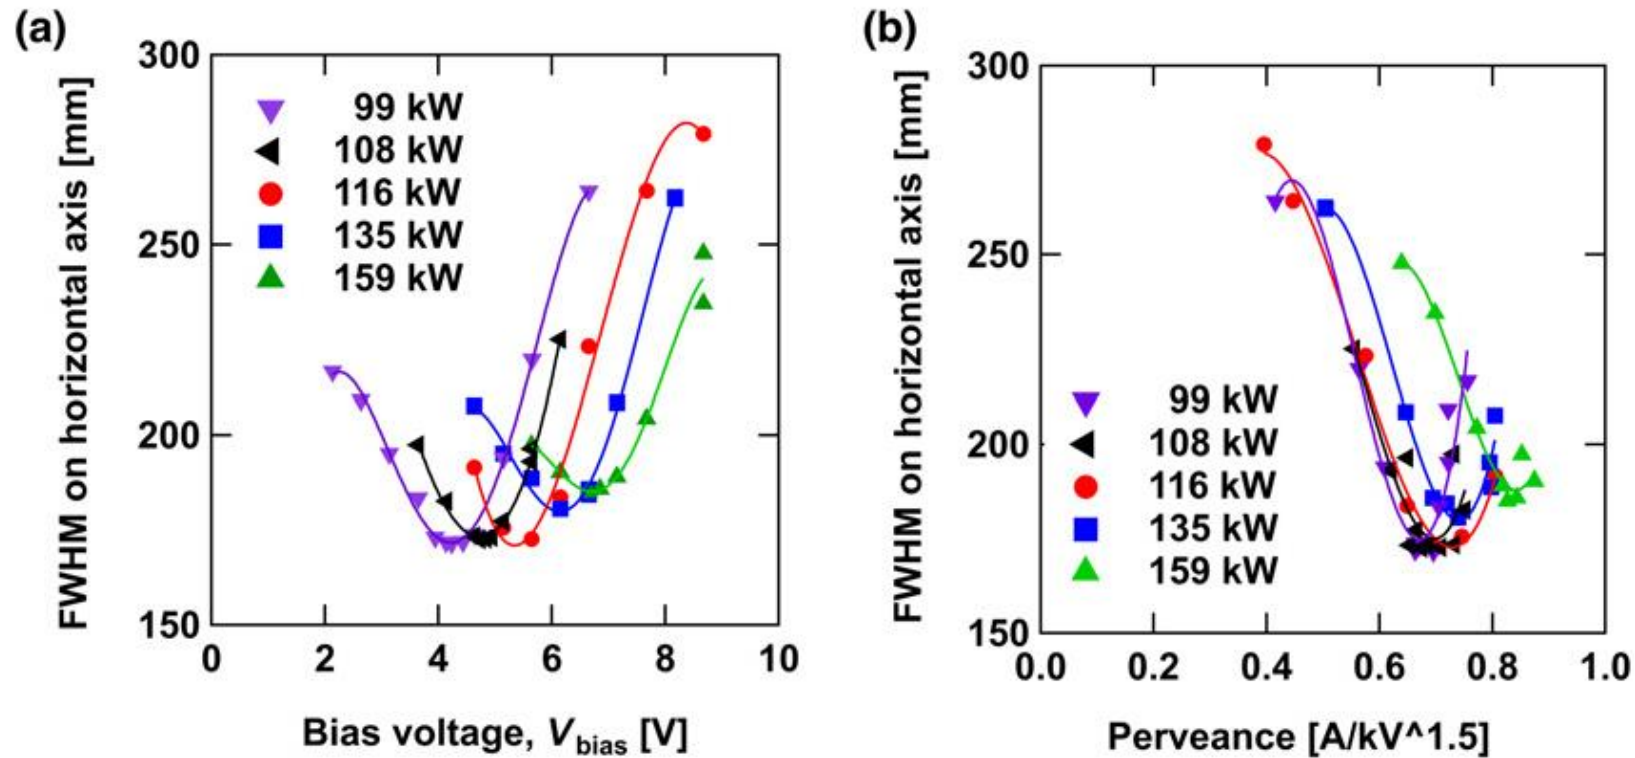 (a)
FWHM on horizontal axis [mm]
300
250
200
150
99 kW
108 kW
116 kW
135 kW
159 kW
0 2 4 6 8 10
Bias voltage, Vbias [V]
(b)
FWHM on horizontal axis [mm]
300
250
200
150
99 kW
108 kW
116 kW
135 kW
159 kW
0.0 0.2 0.4 0.6 0.8 1.0
Perveance [A/kV^1.5]